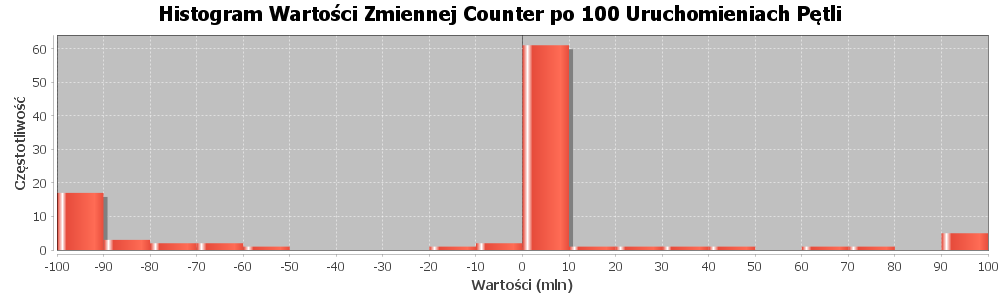 Histogram Wartości Zmiennej Counter po 100 Uruchomieniach Pętli
Częstotliwość
60
50
40
30
20
10
0
-100 -90 -80 -70 -60 -50 -40 -30 -20 -10 0 10 20 30 40 50 60 70 80 90 100
Wartości (mln)